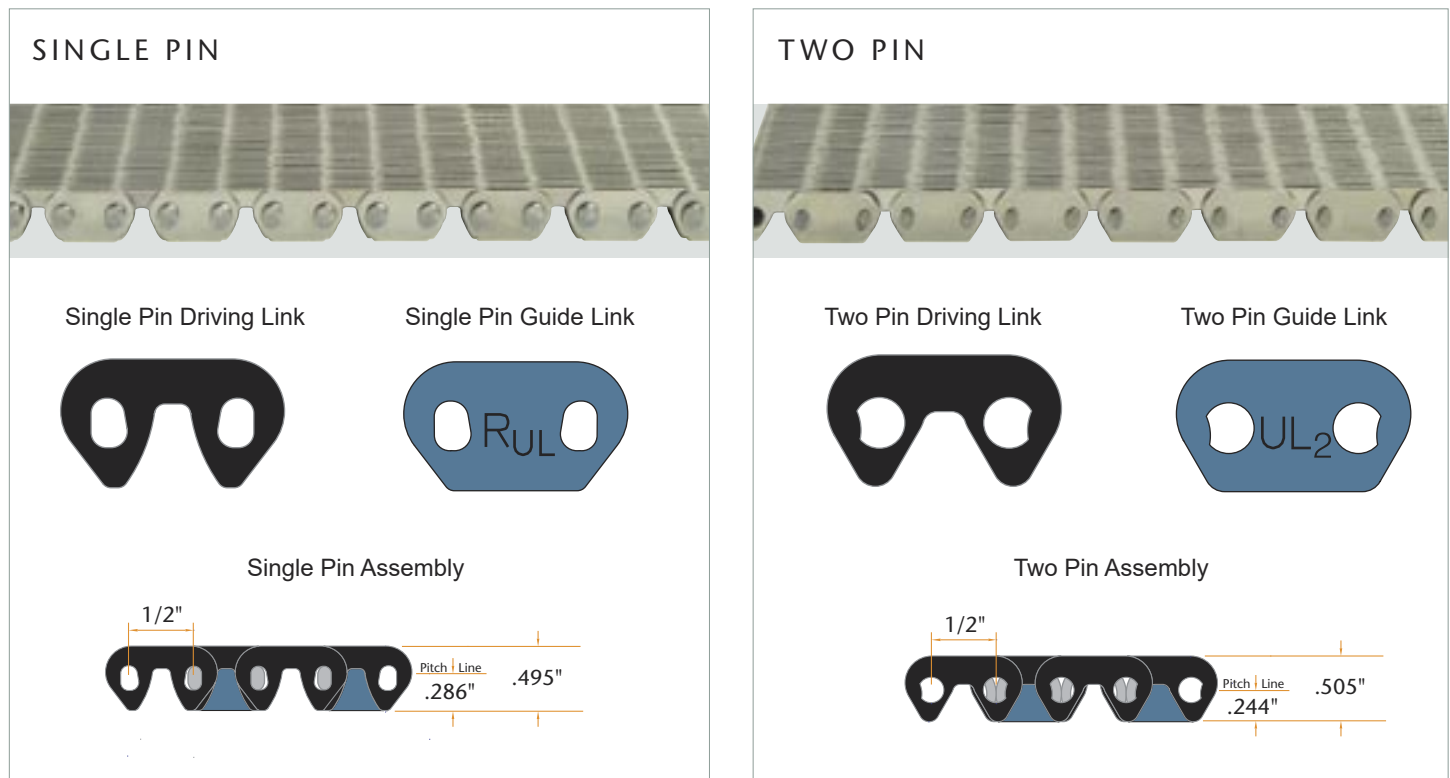 SINGLE PIN
Single Pin Driving Link
Single Pin Guide Link
RUL
Single Pin Assembly
1/2"
Pitch Line
.286"
.495"
TWO PIN
Two Pin Driving Link
Two Pin Guide Link
UL2
Two Pin Assembly
1/2"
Pitch Line
.244"
.505"